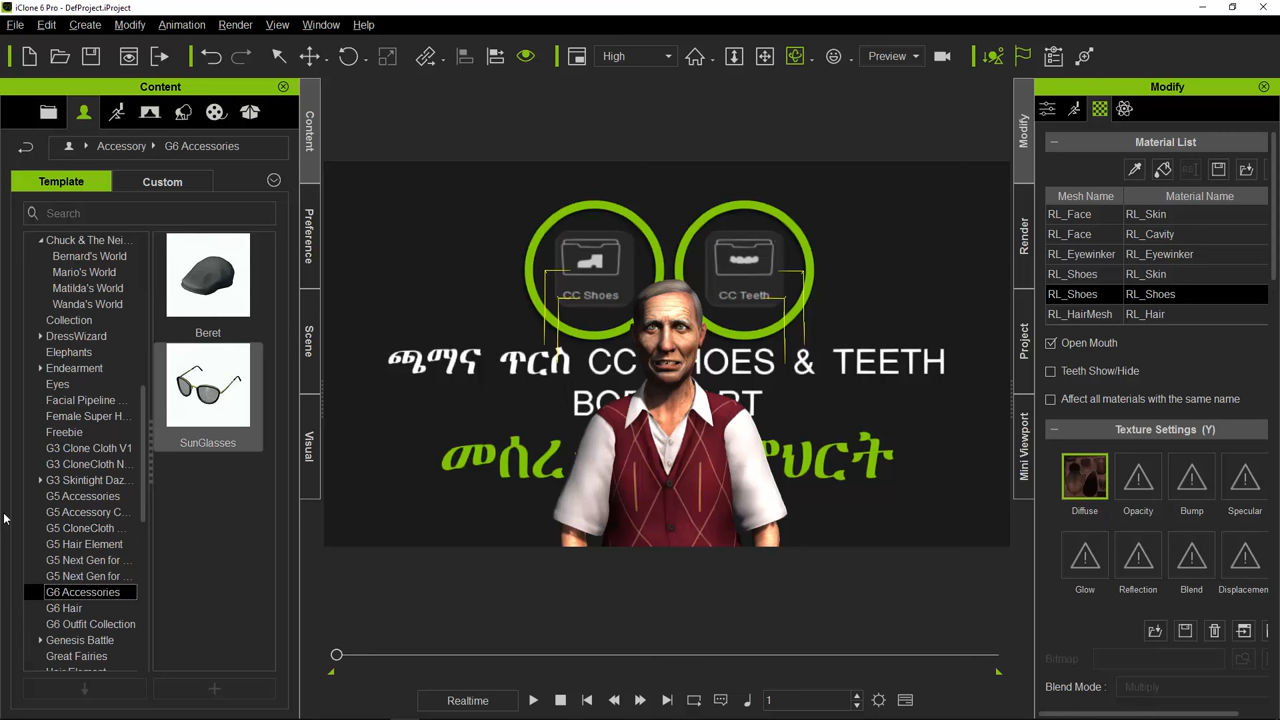 iClone 6 Pro - DefProject.iProject
File Edit Create Modify Animation Render View Window Help
High
Preview
Content
Accessory G6 Accessories
Template Custom
Search
Chuck & The Nei...
Bernard's World
Mario's World
Matilda's World
Wanda's World
Collection
DressWizard
Elephants
Endearment
Eyes
Facial Pipeline ...
Female Super H...
Freebie
G3 Clone Cloth V1
G3 CloneCloth N...
G3 Skintight Daz...
G5 Accessories
G5 Accessory C...
G5 CloneCloth ...
G5 Hair Element
G5 Next Gen for ...
G5 Next Gen for ...
G6 Accessories
G6 Hair
G6 Outfit Collection
Genesis Battle
Great Fairies
Beret
SunGlasses
Content
Preference
Scene
Visual
CC Shoes
CC Teeth
ጫማና ጥርስ CC & TEETH
መሰረ
Realtime
1
Modify
Render
Project
Mini Viewport
Modify
Material List
Mesh Name Material Name
RL_Face RL_Skin
RL_Face RL_Cavity
RL_Eyewinker RL_Eyewinker
RL_Shoes RL_Skin
RL_Shoes RL_Shoes
RL_HairMesh RL_Hair
Open Mouth
Teeth Show/Hide
Affect all materials with the same name
Texture Settings (Y)
Diffuse Opacity Bump Specular
Glow Reflection Blend Displacemen
Bitmap
Blend Mode : Multiply